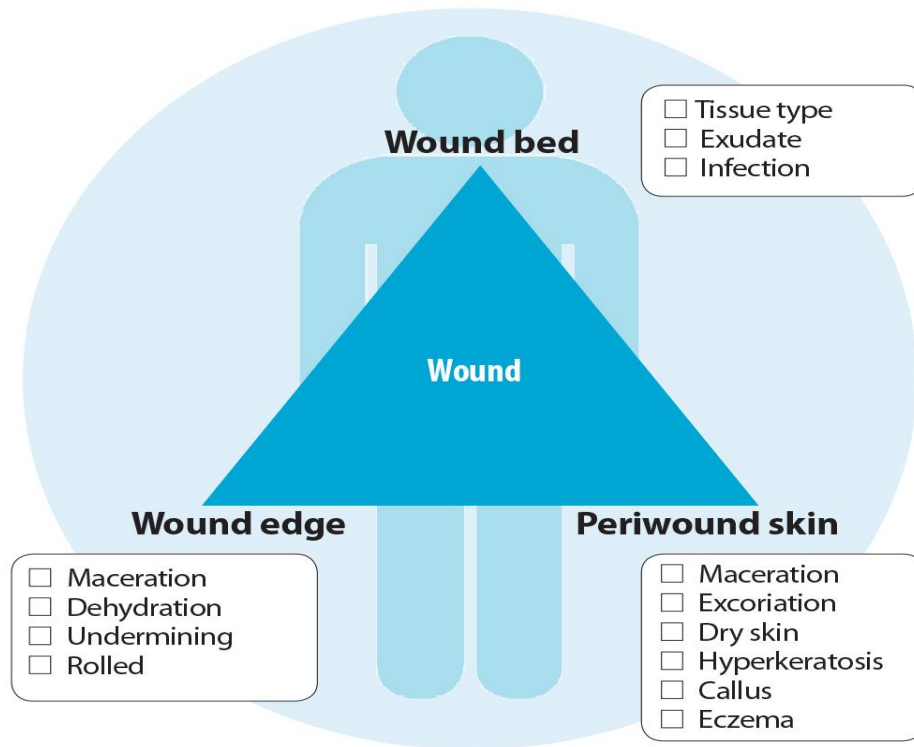 Wound bed
Tissue type
Exudate
Infection
Wound
Wound edge
Maceration
Dehydration
Undermining
Rolled
Periwound skin
Maceration
Excoriation
Dry skin
Hyperkeratosis
Callus
Eczema